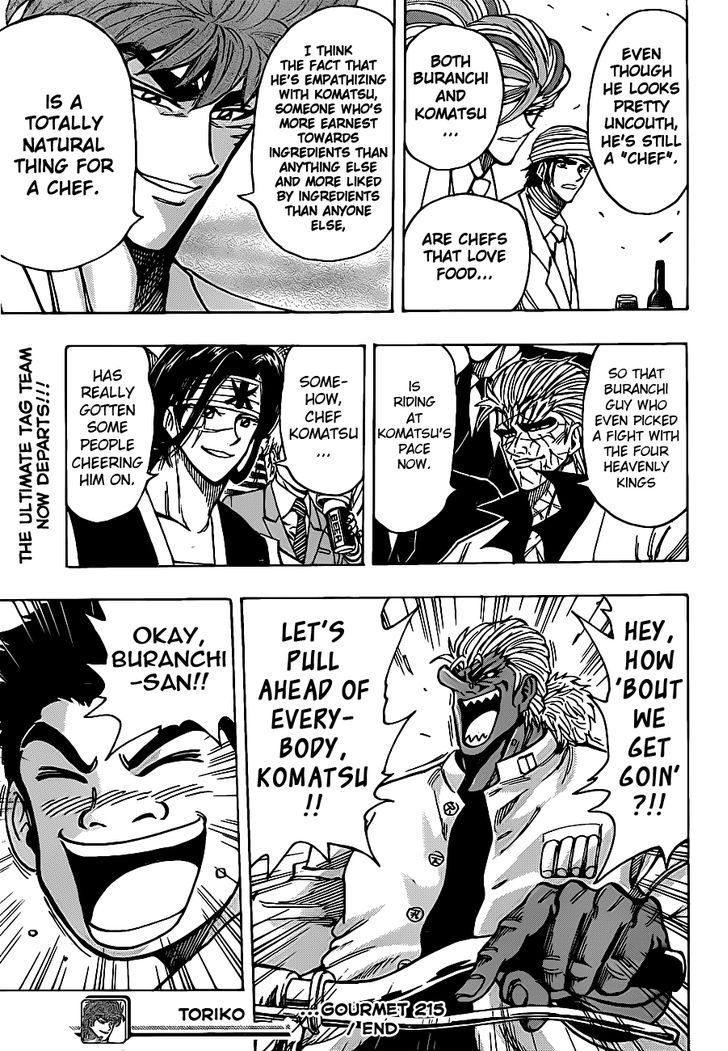 EVEN
THOUGH
HE LOOKS
PRETTY
UNCOUTH,
HE'S STILL
A "CHEF".
BOTH
BURANCHI
AND
KOMATSU
...
ARE CHEFS
THAT LOVE
FOOD...
I THINK
THE FACT THAT
HE'S EMPATHIZING
WITH KOMATSU,
SOMEONE WHO'S
MORE EARNEST
TOWARDS
INGREDIENTS THAN
ANYTHING ELSE
AND MORE LIKED
BY INGREDIENTS
THAN ANYONE
ELSE,
IS A
TOTALLY
NATURAL
THING FOR
A CHEF.
SO THAT
BURANCHI
GUY WHO
EVEN PICKED
A FIGHT WITH
THE FOUR
HEAVENLY
KINGS
IS
RIDING
AT
KOMATSU'S
PACE
NOW.
SOME-
HOW,
CHEF
KOMATSU
...
HAS
REALLY
GOTTEN
SOME
PEOPLE
CHEERING
HIM ON.
BEER
THE ULTIMATE TAG TEAM
NOW DEPARTS!!!
HEY,
HOW
'BOUT
WE
GET
GOIN'
?!!
LET'S
PULL
AHEAD OF
EVERY-
BODY,
KOMATSU
!!
OKAY,
BURANCHI
-SAN!!
TORIKO
...GOURMET 215
/ END